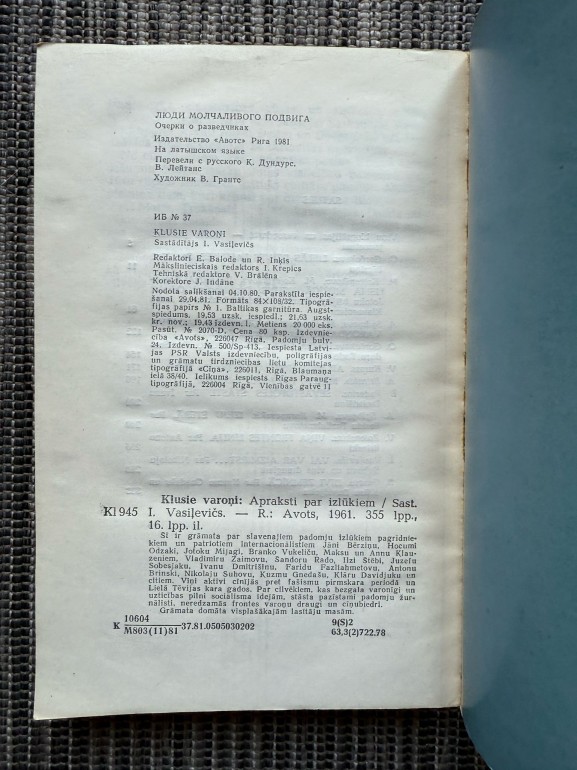 ЛЮДИ МОЛЧАЛИВОГО ПОДВИГА
Очерки о разведчиках
Издательство «Авотс» Рига 1981
На латышском языке
Перевели с русского К. Дундурс,
В. Лейтанс
Художник В. Грантс
ИБ № 37
KLUSIE VAROŅI
Sastādītājs I. Vasiļevičs
Redaktori E. Balode un R. Iņķis
Mākslinieciskais redaktors I. Krepics
Tehniskā redaktore V. Brālēna
Korektore J. Indāne
Nodota salikšanai 04.10.80. Parakstīta iespie-
šanai 29.04.81. Formāts 84×108/32. Tipogrā-
fijas papīrs № 1. Baltikas garnitūra. Augst-
spiedums. 19,53 uzsk. iespiedl.; 21,63 uzsk.
kr. nov.; 19,43 izdevn. l. Metiens 20 000 eks.
Pasūt. № 2070-D. Cena 80 kap. Izdevnie-
cība «Avots», 226047 Rīgā, Padomju bulv.
24. Izdevn. № 500/Sp-413. Iespiesta Latvi-
jas PSR Valsts izdevniecību, poligrāfijas
un grāmatu tirdzniecības lietu komitejas
tipogrāfijā «Cīņa», 226011, Rīgā, Blaumaņa
ielā 38/40. Ielikums iespiests Rīgas Paraug-
tipogrāfijā, 226004 Rīgā, Vienības gatvē 11
Klusie varoņi: Apraksti par izlūkiem / Sast.
Kl 945 I. Vasiļevičs. — R.: Avots, 1961. 355 lpp.,
16. lpp. il.
Šī ir grāmata par slavenajiem padomju izlūkiem pagrīdnie-
kiem un patriotiem internacionālistiem Jāni Bērziņu, Hocumi
Odzaki, Jotoku Mijagi, Branko Vukeliču, Maksu un Annu Klau-
zeniem, Vladimiru Zaimovu, Sandoru Rado, Ilzi Stēbi, Juzefu
Sobesjaku, Ivanu Dmitrišinu, Faridu Fazliahmetovu, Antonu
Brinski, Nikolaju Suhovu, Kuzmu Gnedašu, Klāru Davidjuku un
citiem. Viņi aktīvi cīnījās pret fašismu pirmskara periodā un
Lielā Tēvijas kara gados. Par cilvēkiem, kas bezgala varonīgi un
uzticības pilni sociālisma idejām, stāsta pazīstami padomju žur-
nālisti, neredzamās frontes varoņu draugi un cīņubiedri.
Grāmata domāta visplašākajām lasītāju masām.
10604
K M803(11)81 37.81.0505030202 9(S)2
63,3(2)722.78